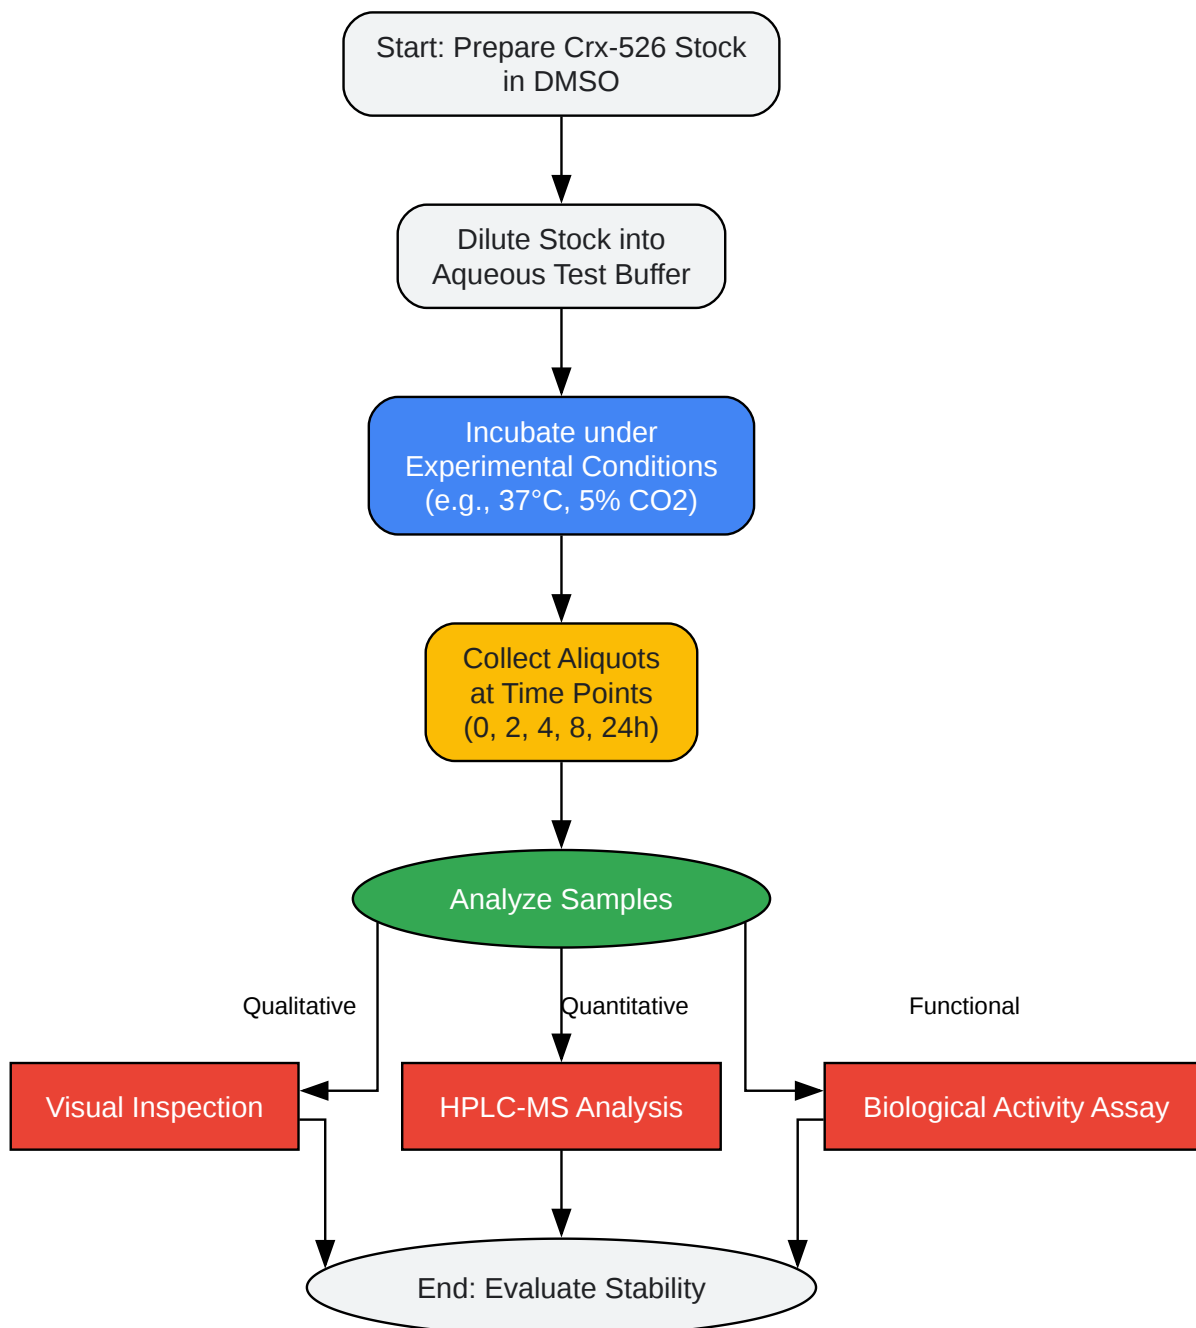 Start: Prepare Crx-526 Stock
in DMSO
Dilute Stock into
Aqueous Test Buffer
Incubate under
Experimental Conditions
(e.g., 37°C, 5% CO2)
Collect Aliquots
at Time Points
(0, 2, 4, 8, 24h)
Analyze Samples
Qualitative
Quantitative
Functional
Visual Inspection
HPLC-MS Analysis
Biological Activity Assay
End: Evaluate Stability